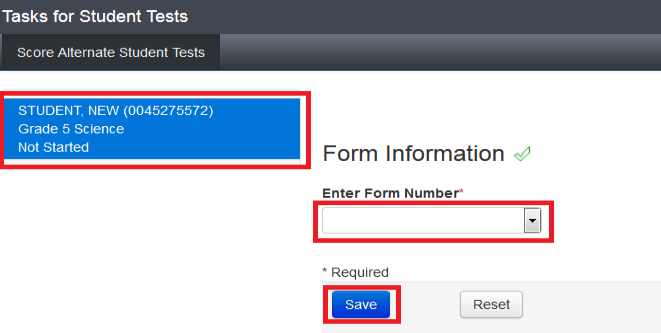 Tasks for Student Tests
Score Alternate Student Tests
STUDENT, NEW (0045275572)
Grade 5 Science
Not Started
Form Information
Enter Form Number*
* Required
Save
Reset